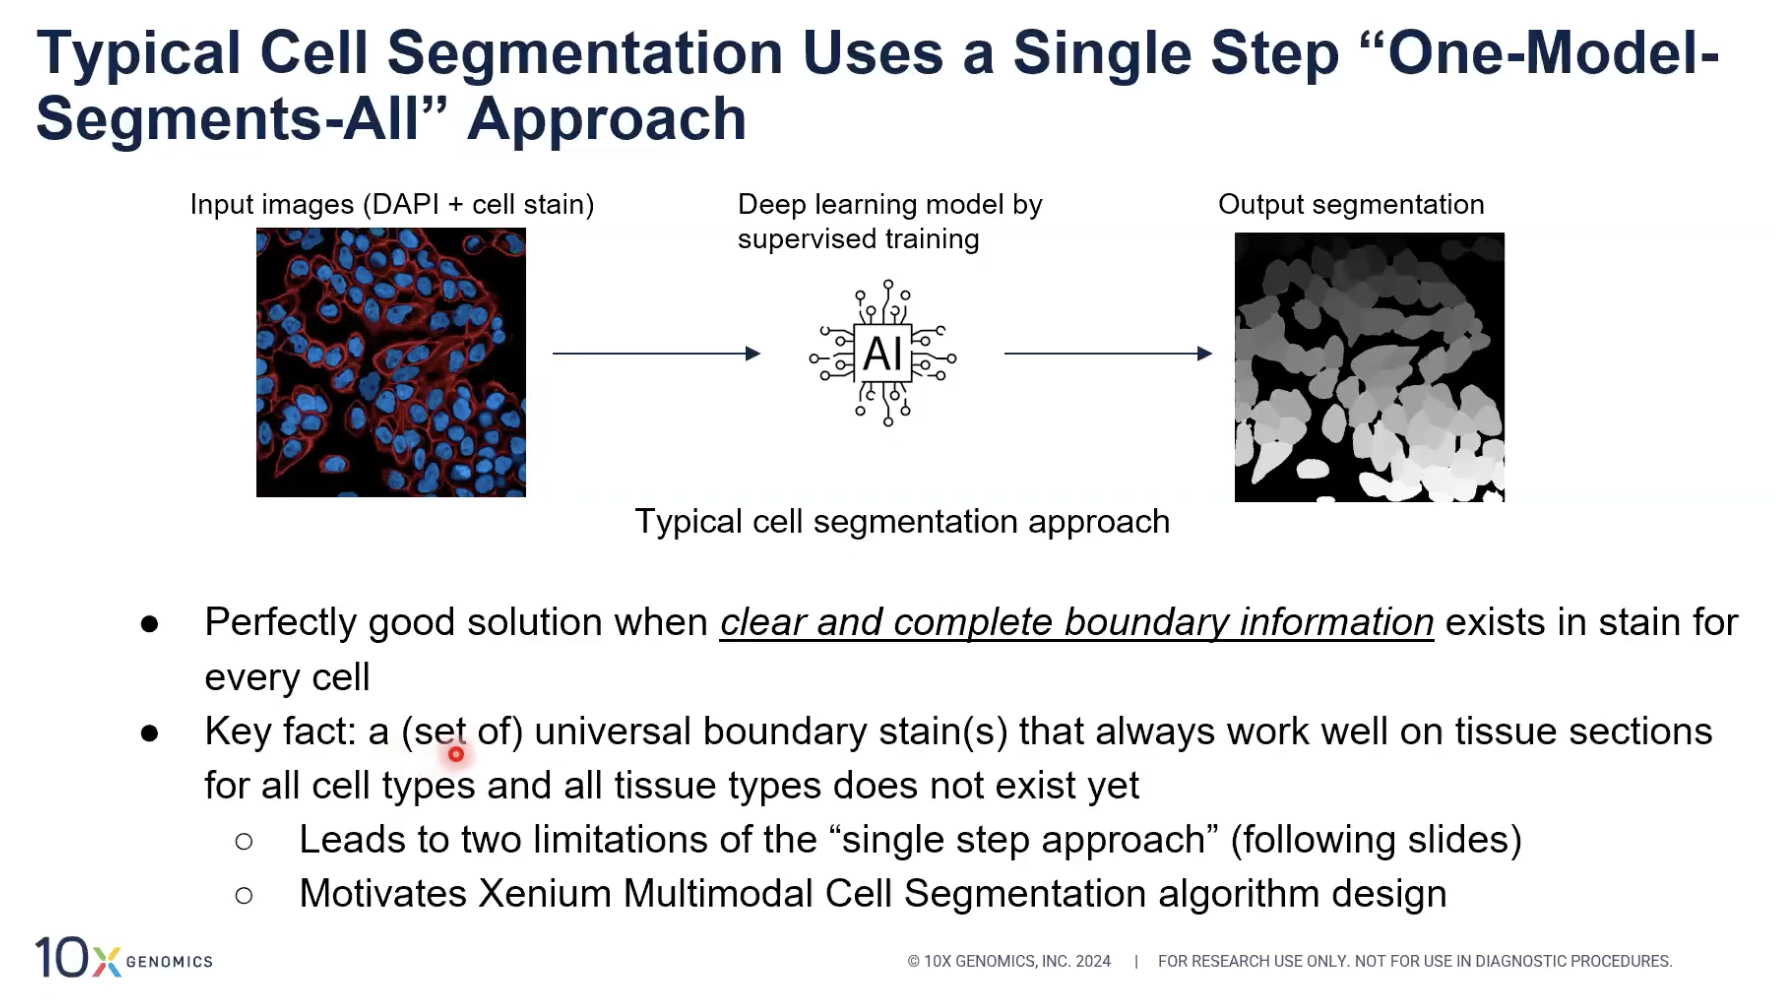 Typical Cell Segmentation Uses a Single Step “One-Model-
Segments-All” Approach
Input images (DAPI + cell stain)
Deep learning model by
supervised training
Output segmentation
AI
Typical cell segmentation approach
● Perfectly good solution when clear and complete boundary information exists in stain for
every cell
● Key fact: a (set of) universal boundary stain(s) that always work well on tissue sections
for all cell types and all tissue types does not exist yet
○ Leads to two limitations of the “single step approach” (following slides)
○ Motivates Xenium Multimodal Cell Segmentation algorithm design
10x GENOMICS
© 10X GENOMICS, INC. 2024 | FOR RESEARCH USE ONLY. NOT FOR USE IN DIAGNOSTIC PROCEDURES.